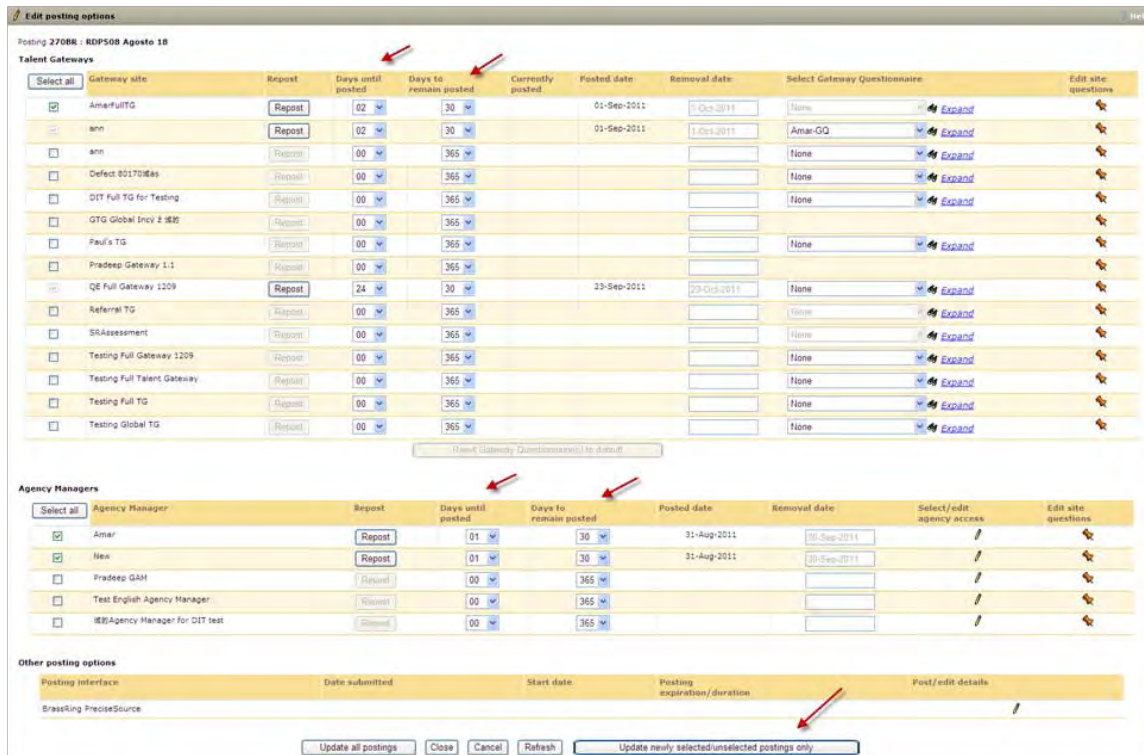 Edit posting options
Posting 270BR : RDPS08 Agosto 18
Talent Gateways
Select all Gateway site Repost Days until posted Days to remain posted Currently posted Posted date Removal date Select Gateway Questionnaire Edit site questions
AmarFullTG Repost 02 30 01-Sep-2011 1-Oct-2011 None Expand
ann Repost 02 30 01-Sep-2011 1-Oct-2011 Amar-GQ Expand
ann Repost 00 365 None Expand
Defect 80170 Repost 00 365 None Expand
DIT Full TG for Testing Repost 00 365 None Expand
GTG Global Incy Repost 00 365
Paul's TG Repost 00 365 None Expand
Pradeep Gateway 1.1 Repost 00 365
QE Full Gateway 1209 Repost 24 30 23-Sep-2011 23-Oct-2011 None Expand
Referral TG Repost 00 365 None Expand
SRAssessment Repost 00 365 None Expand
Testing Full Gateway 1209 Repost 00 365 None Expand
Testing Full Talent Gateway Repost 00 365 None Expand
Testing Full TG Repost 00 365 None Expand
Testing Global TG Repost 00 365 None Expand
Reset Gateway Questionnaire(s) to default
Agency Managers
Select all Agency Manager Repost Days until posted Days to remain posted Posted date Removal date Select/edit agency access Edit site questions
Amar Repost 01 30 31-Aug-2011 30-Sep-2011
New Repost 01 30 31-Aug-2011 30-Sep-2011
Pradeep GAM Repost 00 365
Test English Agency Manager Repost 00 365
Agency Manager for DIT test Repost 00 365
Other posting options
Posting interface Date submitted Start date Posting expiration/duration Post/edit details
BrassRing PreciseSource
Update all postings Close Cancel Refresh Update newly selected/unselected postings only